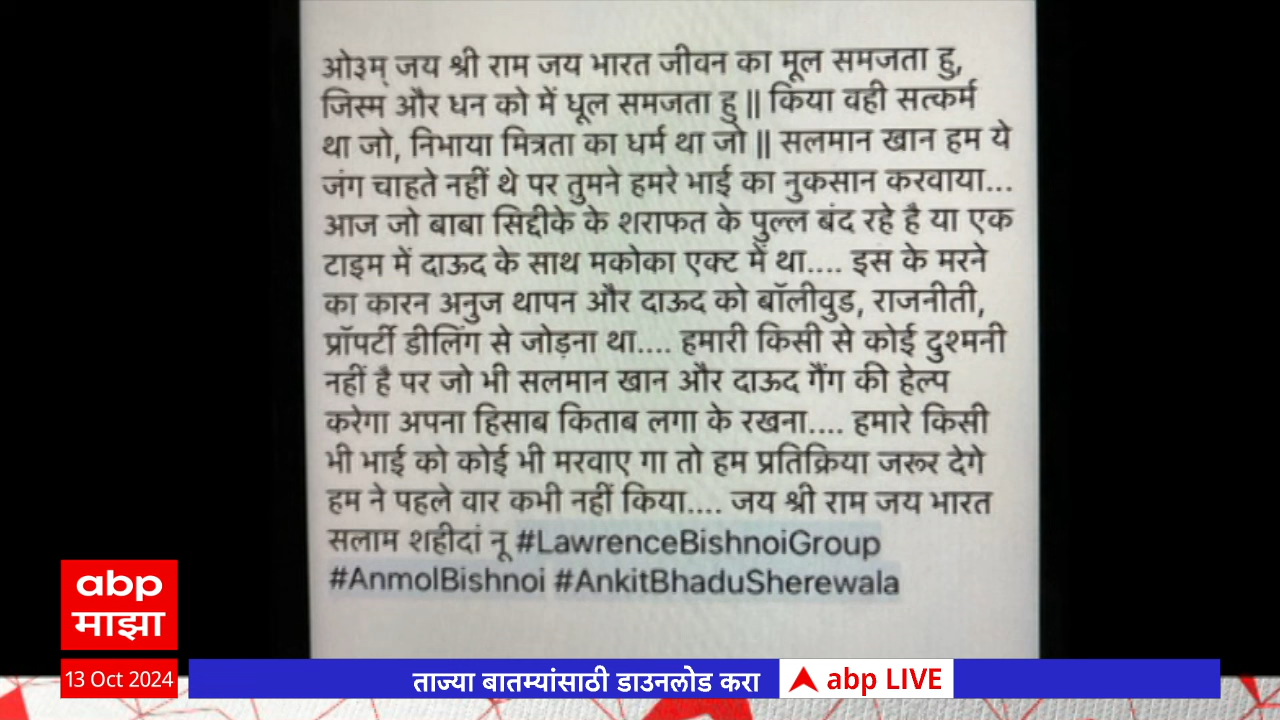 ओ३म् जय श्री राम जय भारत जीवन का मूल समजता हु,
जिस्म और धन को में धूल समजता हु || किया वही सत्कर्म
था जो, निभाया मित्रता का धर्म था जो || सलमान खान हम ये
जंग चाहते नहीं थे पर तुमने हमरे भाई का नुकसान करवाया...
आज जो बाबा सिद्दीके के शराफत के पुल्ल बंद रहे है या एक
टाइम में दाऊद के साथ मकोका एक्ट में था.... इस के मरने
का कारन अनुज थापन और दाऊद को बॉलीवुड, राजनीती,
प्रॉपर्टी डीलिंग से जोड़ना था.... हमारी किसी से कोई दुश्मनी
नहीं है पर जो भी सलमान खान और दाऊद गैंग की हेल्प
करेगा अपना हिसाब किताब लगा के रखना.... हमारे किसी
भी भाई को कोई भी मरवाए गा तो हम प्रतिक्रिया जरूर देगे
हम ने पहले वार कभी नहीं किया.... जय श्री राम जय भारत
सलाम शहीदां नू #LawrenceBishnoiGroup
#AnmolBishnoi #AnkitBhaduSherewala
abp
माझा
13 Oct 2024
ताज्या बातम्यांसाठी डाउनलोड करा
abp LIVE